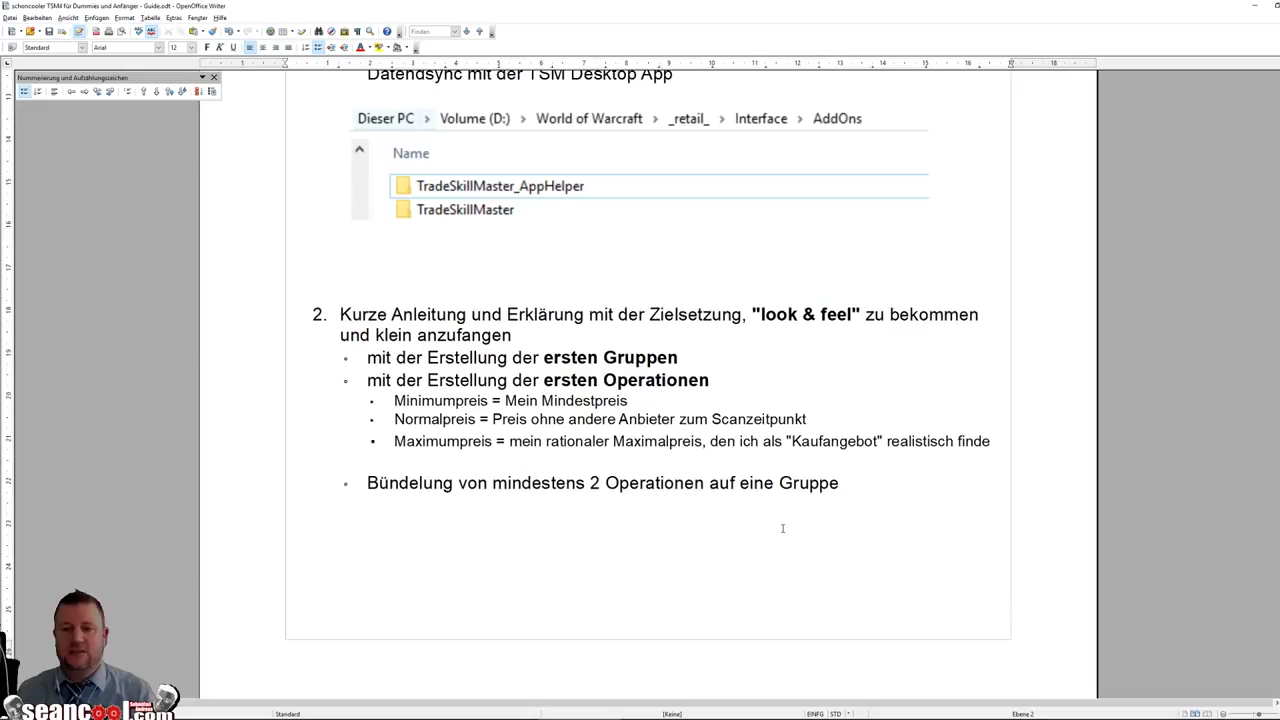 schoncooler TSM4 für Dummies und Anfänger - Guide.odt - OpenOffice Writer
Datei Bearbeiten Ansicht Einfügen Format Tabelle Extras Fenster Hilfe
Finden
Standard Arial 12
Nummerierung und Aufzählungszeichen
Datendsync mit der TSM Desktop App
Dieser PC > Volume (D:) > World of Warcraft > _retail_ > Interface > AddOns
Name
TradeSkillMaster_AppHelper
TradeSkillMaster
2. Kurze Anleitung und Erklärung mit der Zielsetzung, "look & feel" zu bekommen
und klein anzufangen
◦ mit der Erstellung der ersten Gruppen
◦ mit der Erstellung der ersten Operationen
▪ Minimumpreis = Mein Mindestpreis
▪ Normalpreis = Preis ohne andere Anbieter zum Scanzeitpunkt
▪ Maximumpreis = mein rationaler Maximalpreis, den ich als "Kaufangebot" realistisch finde
◦ Bündelung von mindestens 2 Operationen auf eine Gruppe
seancool.com
Standard [Keine] EINFG STD * Ebene 2